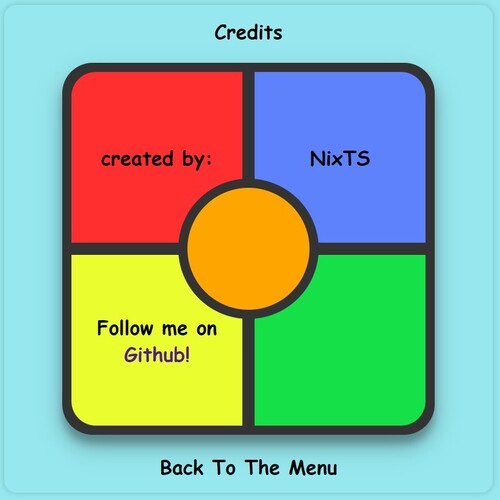 Credits
created by:
NixTS
Follow me on
Github!
Back To The Menu